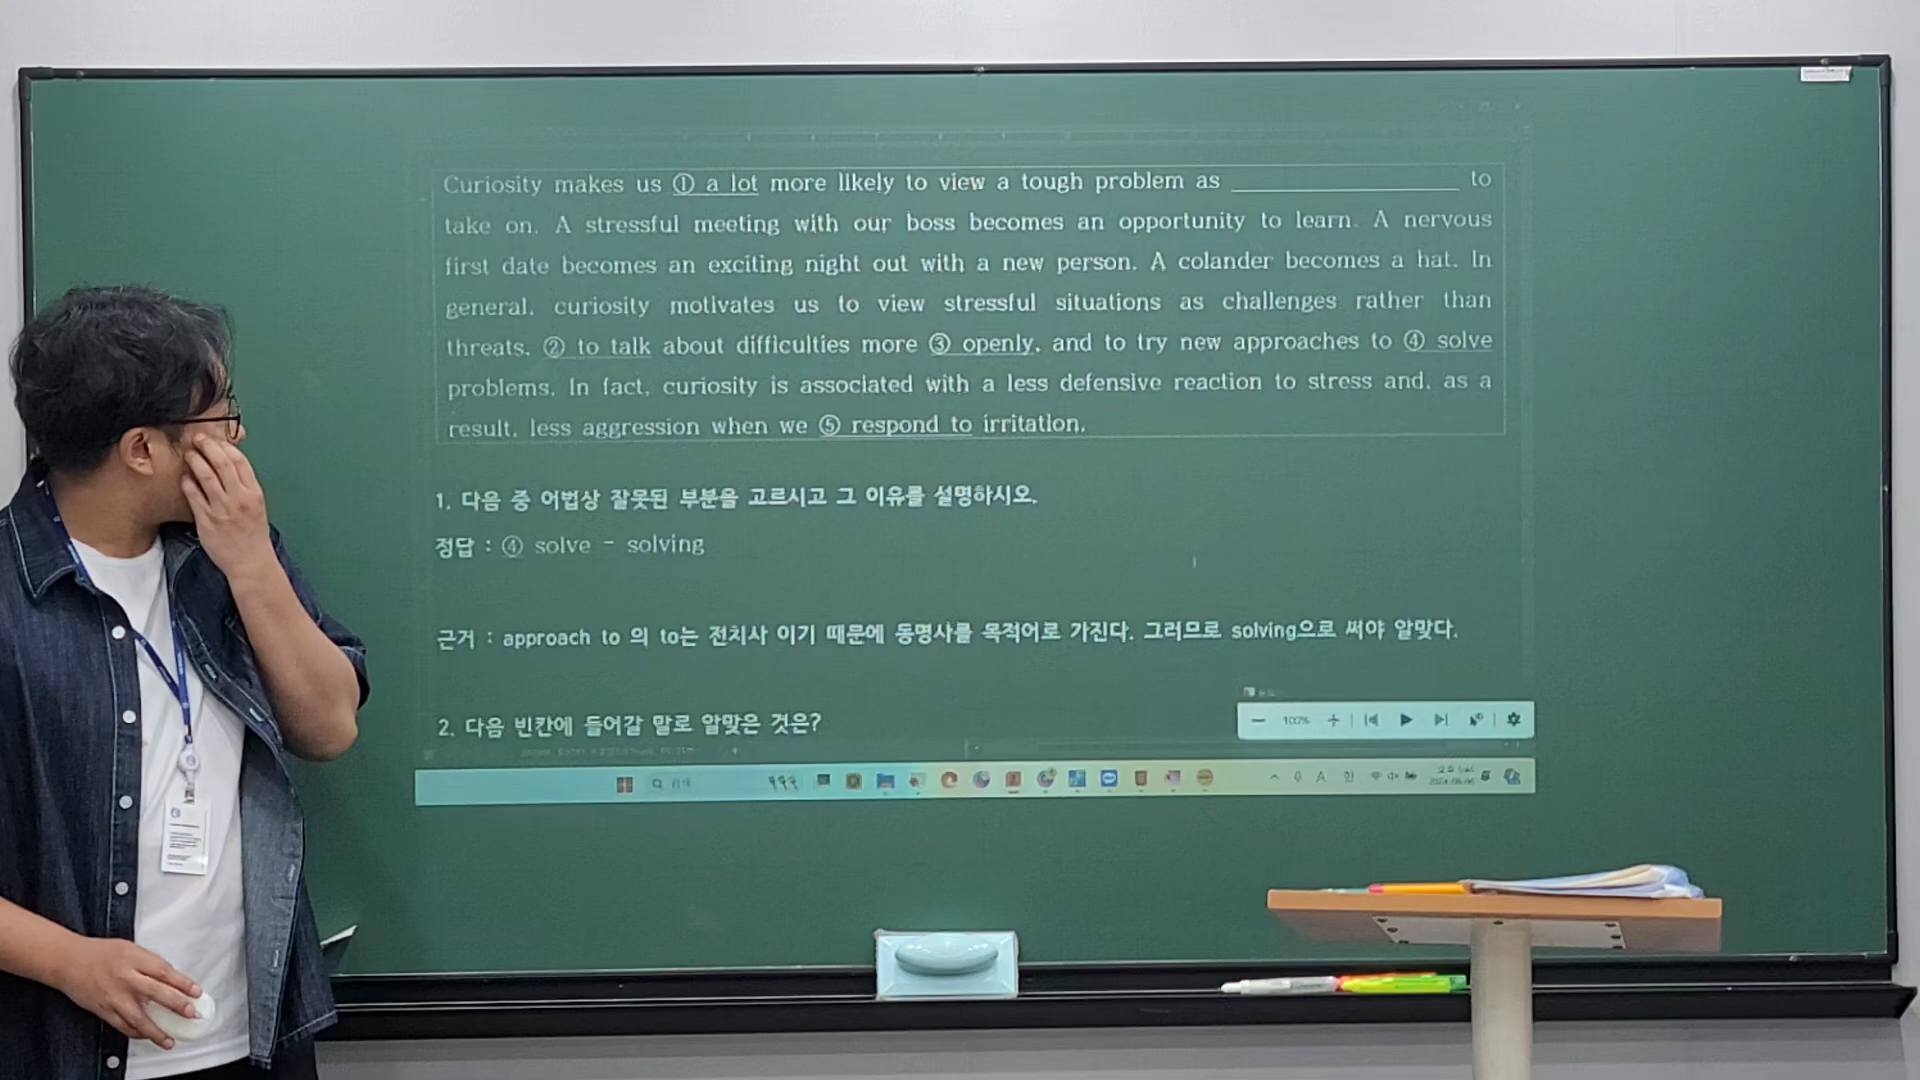 Curiosity makes us ① a lot more likely to view a tough problem as ____________________ to
take on. A stressful meeting with our boss becomes an opportunity to learn. A nervous
first date becomes an exciting night out with a new person. A colander becomes a hat. In
general, curiosity motivates us to view stressful situations as challenges rather than
threats, ② to talk about difficulties more ③ openly, and to try new approaches to ④ solve
problems. In fact, curiosity is associated with a less defensive reaction to stress and, as a
result, less aggression when we ⑤ respond to irritation.
1. 다음 중 어법상 잘못된 부분을 고르시고 그 이유를 설명하시오.
정답 : ④ solve - solving
근거 : approach to 의 to는 전치사 이기 때문에 동명사를 목적어로 가진다. 그러므로 solving으로 써야 알맞다.
2. 다음 빈칸에 들어갈 말로 알맞은 것은?
100%
검색
A 한